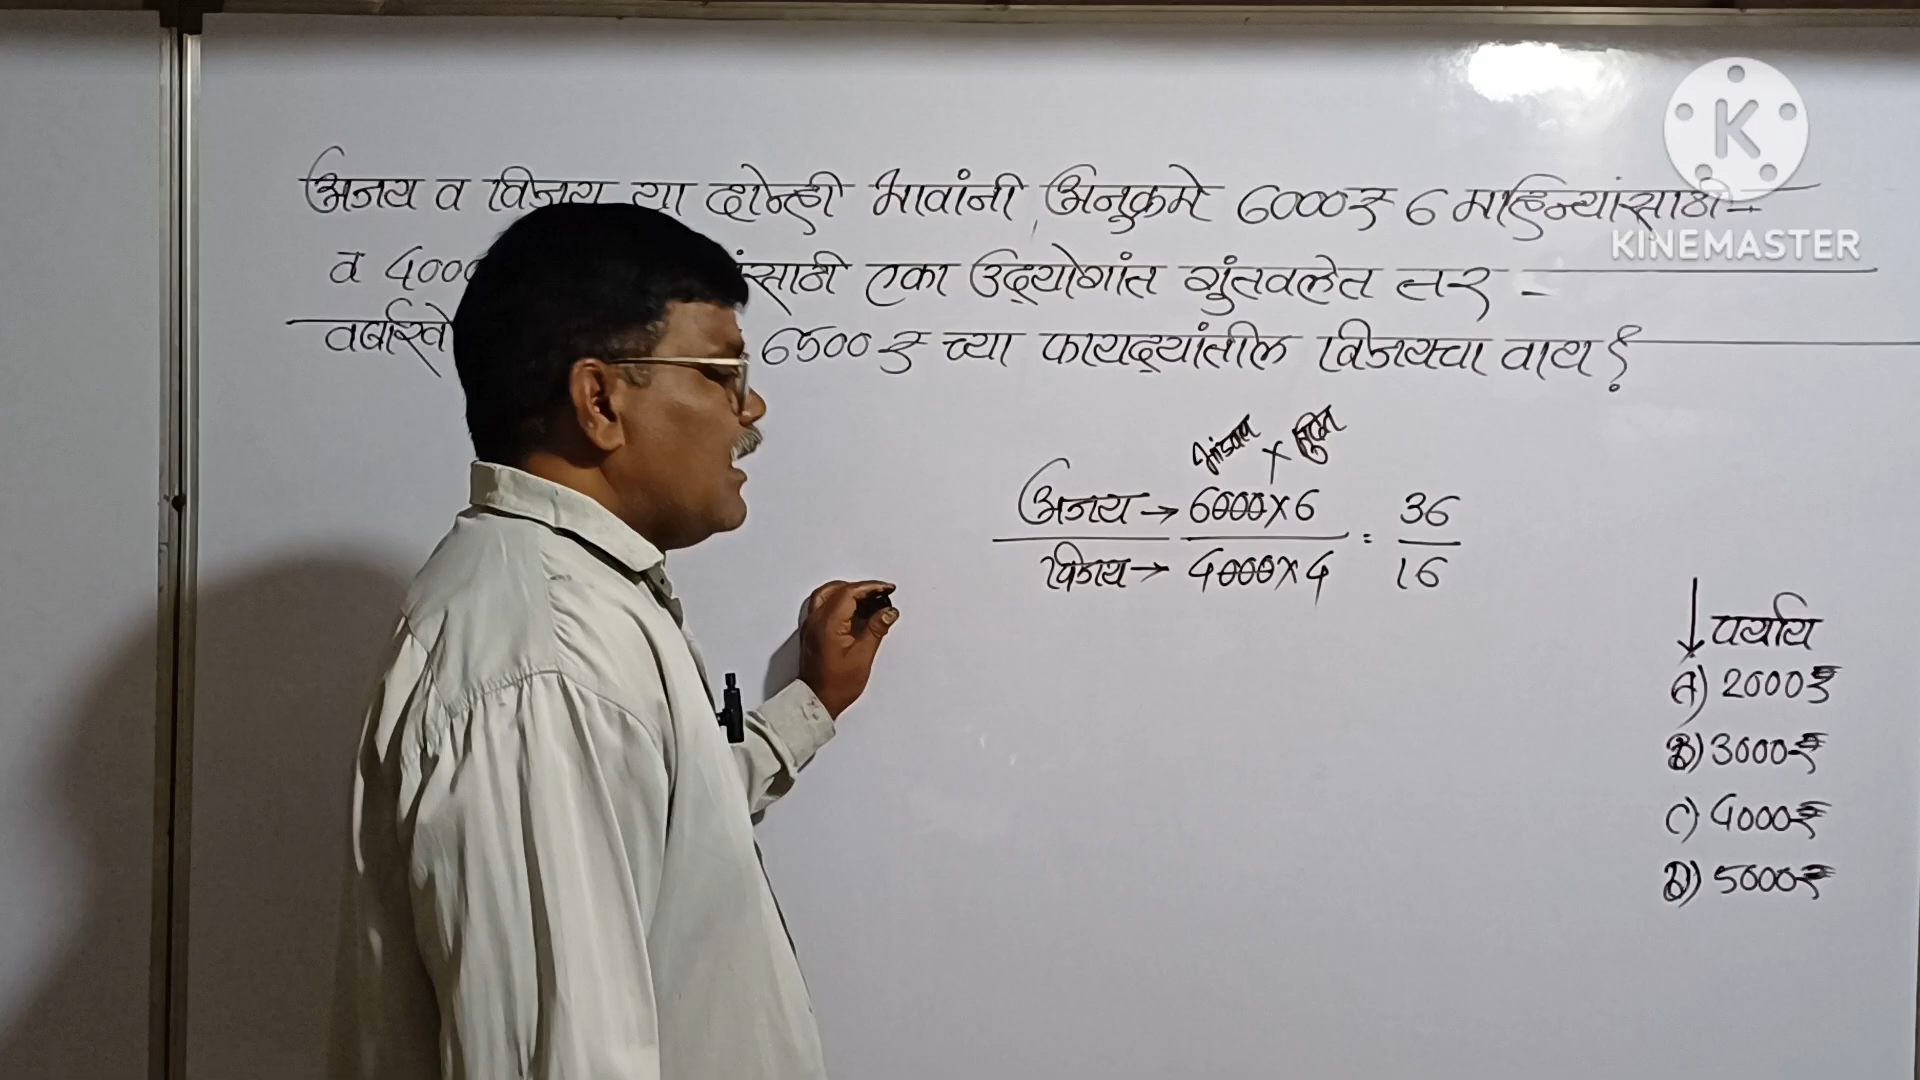 अजय व विजय या दोन्ही भावांनी अनुक्रमे 6000₹ 6 महिन्यांसाठी
व 4000 ंसाठी एका उद्योगांत गुंतवलेत तर -
वर्षाखे 6500₹ च्या फायद्यांतील विजयचा वाटा ?
भांडवल × मुदत
अजय → 6000×6 = 36
विजय → 4000×4 16
↓ पर्याय
A) 2000₹
B) 3000₹
C) 4000₹
D) 5000₹
K
KINEMASTER